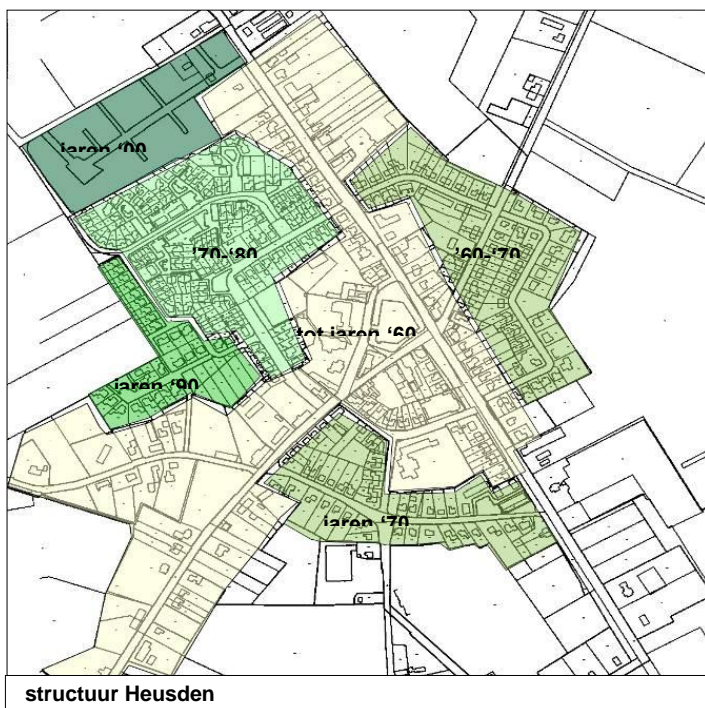 jaren ‘00
’70-‘80
’60-‘70
tot jaren ‘60
jaren ‘90
jaren ‘70
structuur Heusden